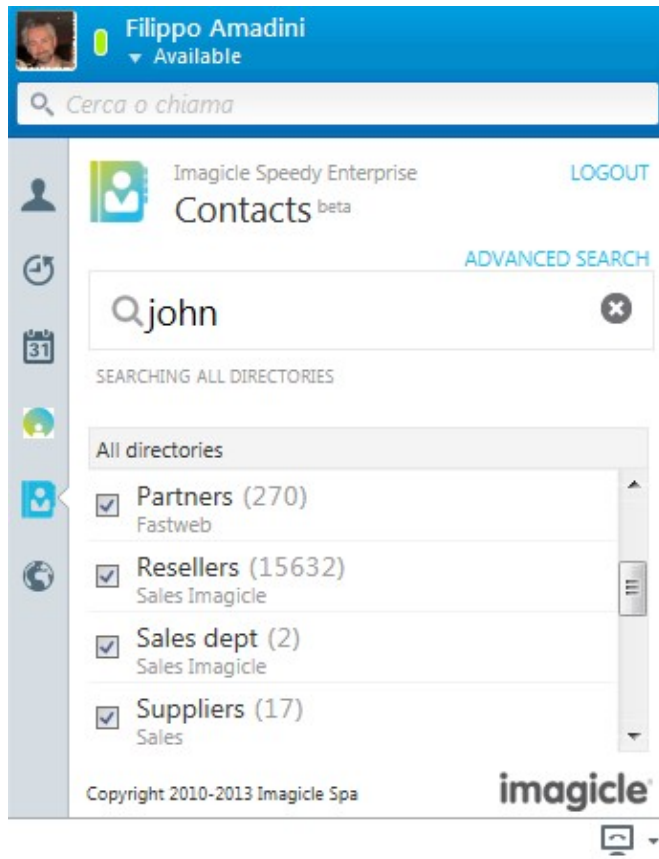 Filippo Amadini
Available
Cerca o chiama
Imagicle Speedy Enterprise
LOGOUT
Contacts beta
ADVANCED SEARCH
john
SEARCHING ALL DIRECTORIES
31
All directories
Partners (270)
Fastweb
Resellers (15632)
Sales Imagicle
Sales dept (2)
Sales Imagicle
Suppliers (17)
Sales
Copyright 2010-2013 Imagicle Spa
imagicle